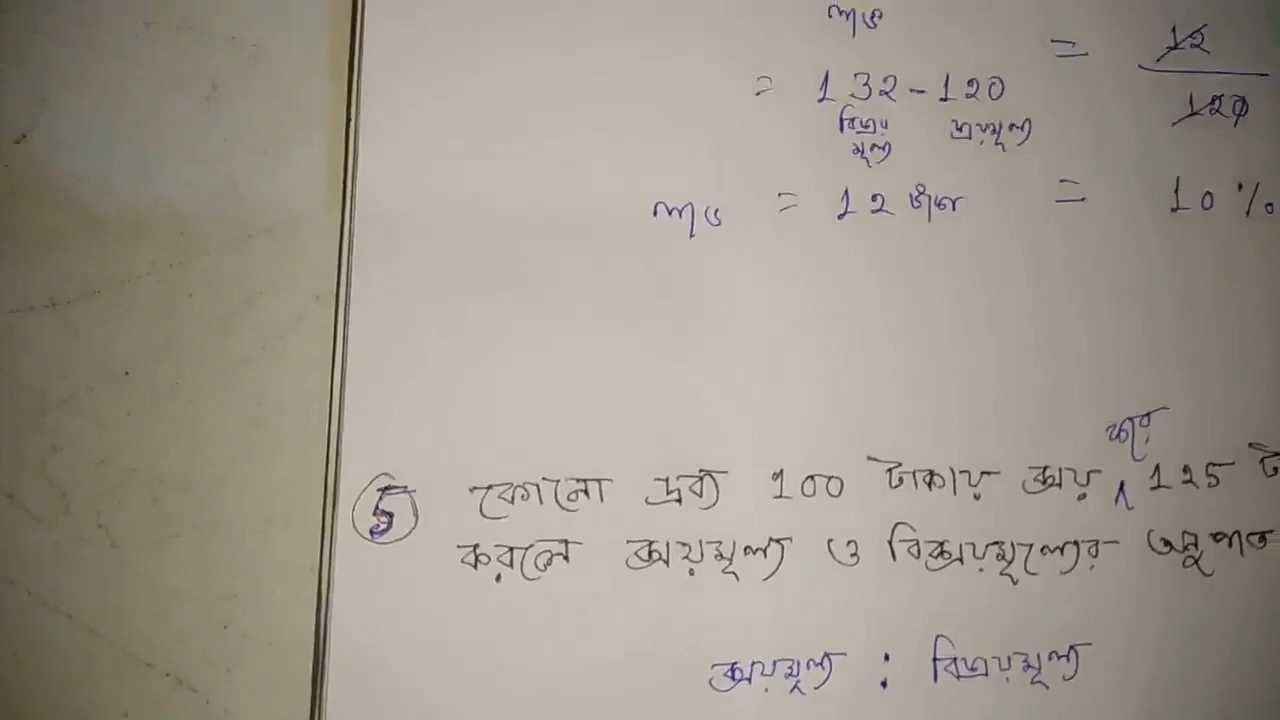 লাভ
= 132 - 120 = 12 / 120
বিক্রয় মূল্য ক্রয়মূল্য
লাভ = 12 টাকা = 10 %
করে
5 কোনো দ্রব্য 100 টাকায় ক্রয় ^ 125 ট
করলে ক্রয়মূল্য ও বিক্রয়মূল্যের অনুপাত
ক্রয়মূল্য : বিক্রয়মূল্য